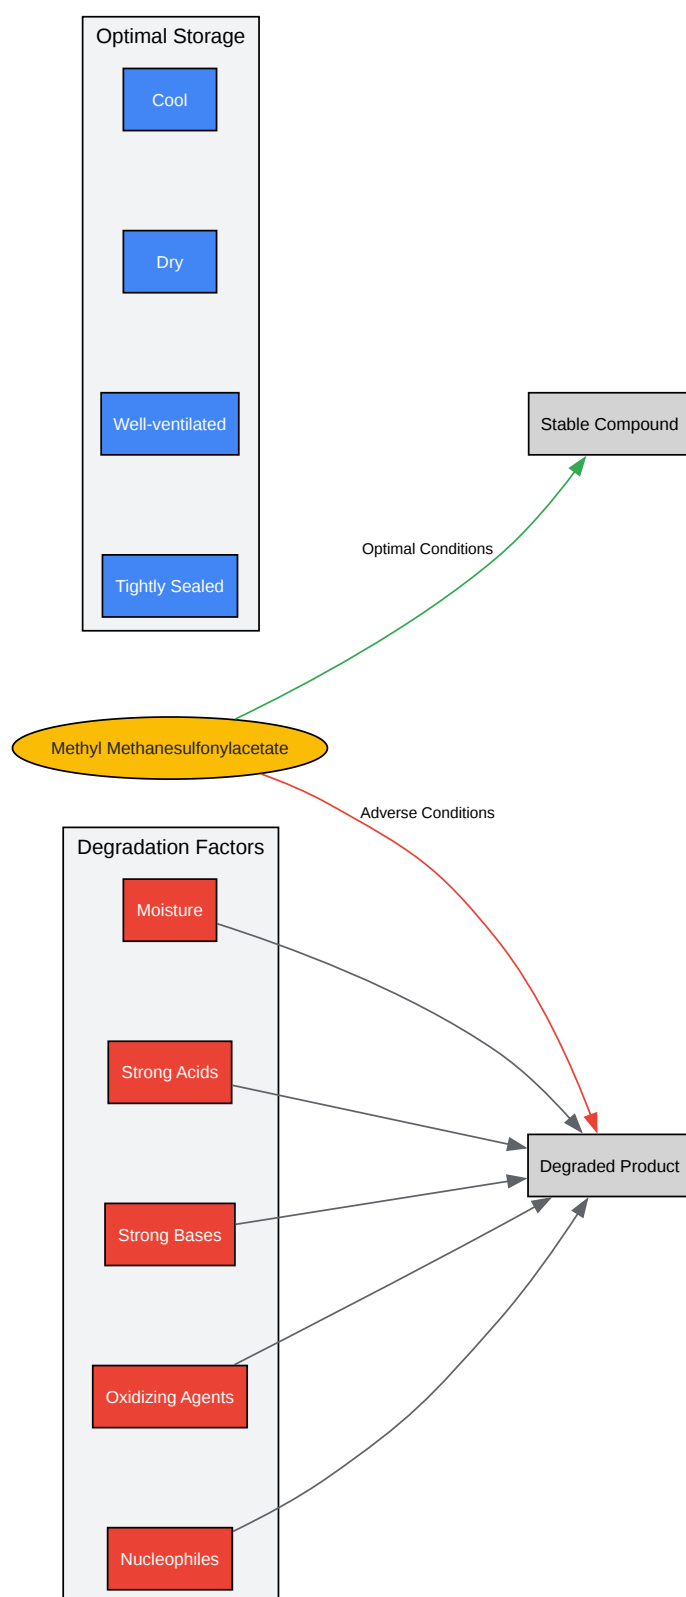 Optimal Storage
Cool
Dry
Well-ventilated
Stable Compound
Optimal Conditions
Tightly Sealed
Methyl Methanesulfonylacetate
Adverse Conditions
Degradation Factors
Moisture
Strong Acids
Degraded Product
Strong Bases
Oxidizing Agents
Nucleophiles